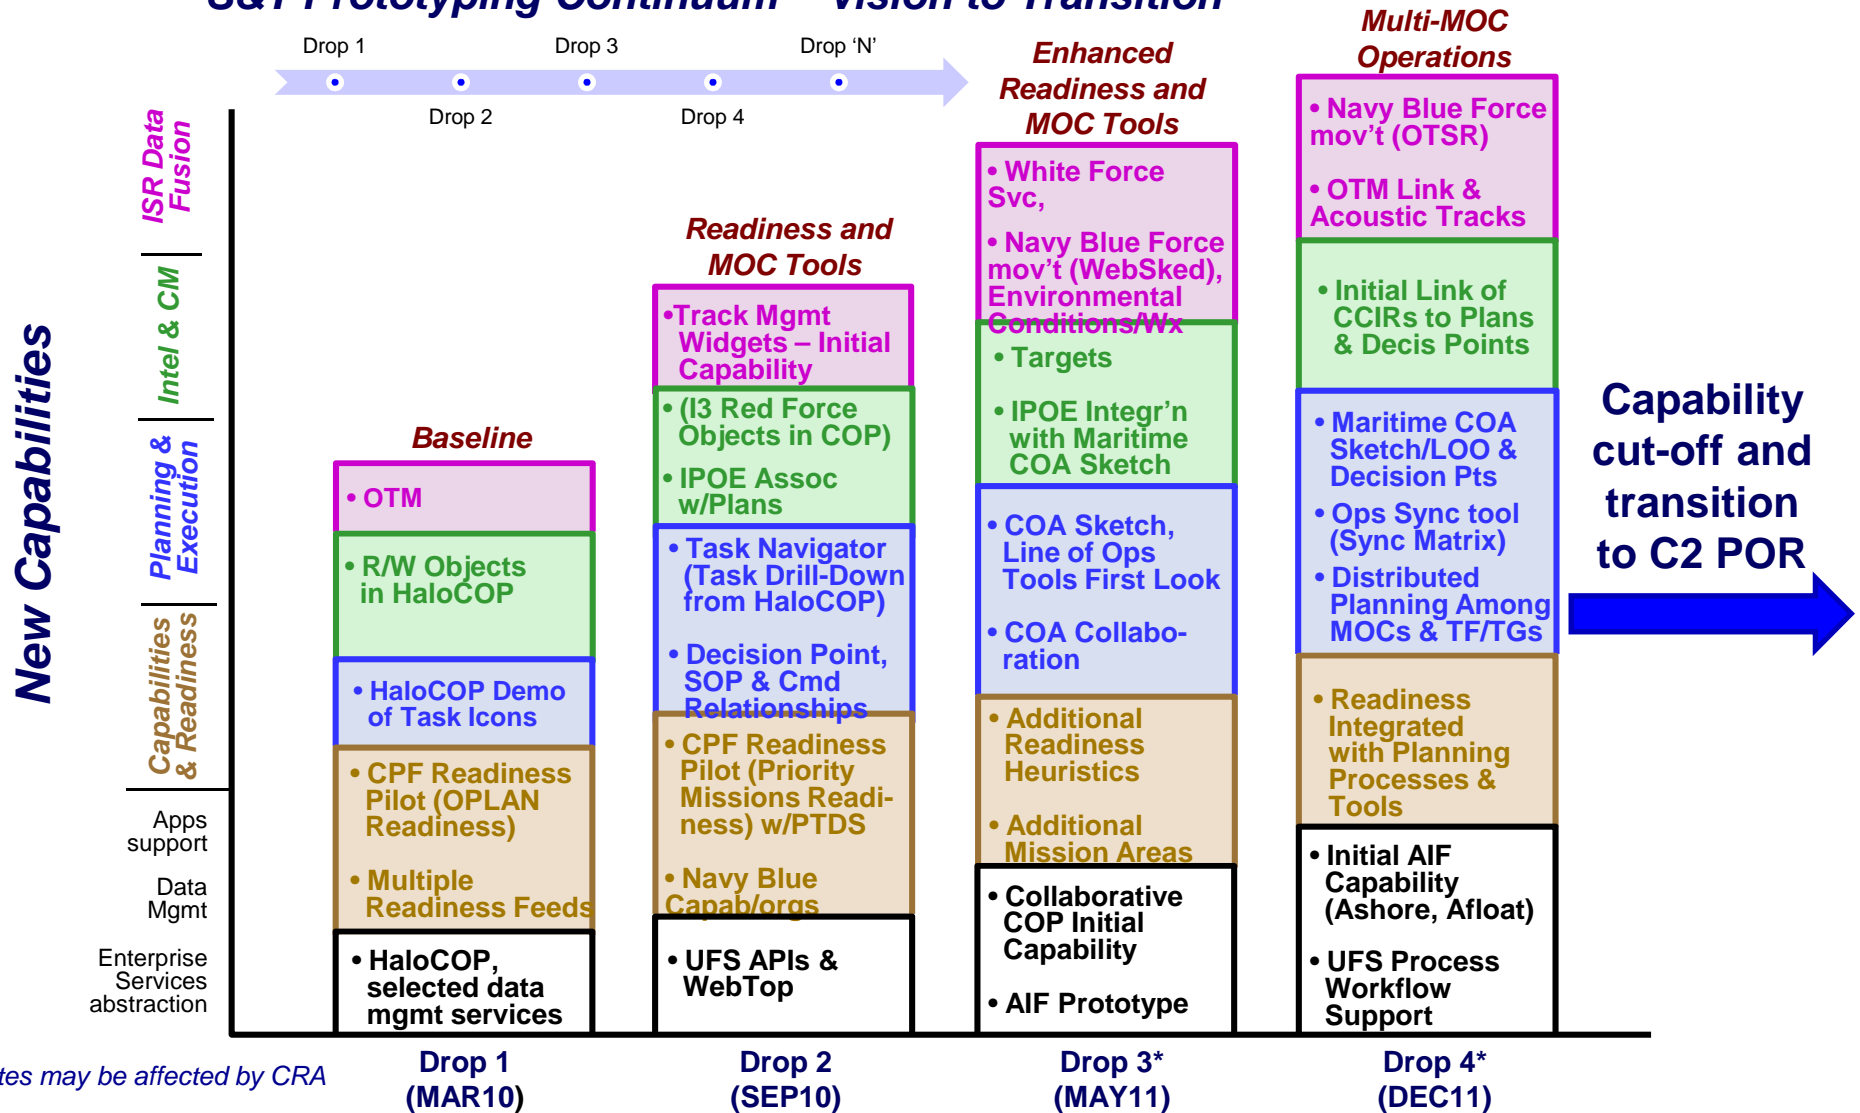 S&T Prototyping Continuum – Vision to Transition
Drop 1
Drop 3
Drop ‘N’
Drop 2
Drop 4
New Capabilities
ISR Data
Fusion
Intel & CM
Planning &
Execution
Capabilities
& Readiness
Apps
support
Data
Mgmt
Enterprise
Services
abstraction
Baseline
• OTM
• R/W Objects
in HaloCOP
• HaloCOP Demo
of Task Icons
• CPF Readiness
Pilot (OPLAN
Readiness)
• Multiple
Readiness Feeds
• HaloCOP,
selected data
mgmt services
Drop 1
(MAR10)
Readiness and
MOC Tools
•Track Mgmt
Widgets – Initial
Capability
• (I3 Red Force
Objects in COP)
• IPOE Assoc
w/Plans
• Task Navigator
(Task Drill-Down
from HaloCOP)
• Decision Point,
SOP & Cmd
Relationships
• CPF Readiness
Pilot (Priority
Missions Readi-
ness) w/PTDS
• Navy Blue
Capab/orgs
• UFS APIs &
WebTop
Drop 2
(SEP10)
Enhanced
Readiness and
MOC Tools
• White Force
Svc,
• Navy Blue Force
mov’t (WebSked),
Environmental
Conditions/Wx
• Targets
• IPOE Integr’n
with Maritime
COA Sketch
• COA Sketch,
Line of Ops
Tools First Look
• COA Collabo-
ration
• Additional
Readiness
Heuristics
• Additional
Mission Areas
• Collaborative
COP Initial
Capability
• AIF Prototype
Drop 3*
(MAY11)
Multi-MOC
Operations
• Navy Blue Force
mov’t (OTSR)
• OTM Link &
Acoustic Tracks
• Initial Link of
CCIRs to Plans
& Decis Points
• Maritime COA
Sketch/LOO &
Decision Pts
• Ops Sync tool
(Sync Matrix)
• Distributed
Planning Among
MOCs & TF/TGs
• Readiness
Integrated
with Planning
Processes &
Tools
• Initial AIF
Capability
(Ashore, Afloat)
• UFS Process
Workflow
Support
Drop 4*
(DEC11)
Capability
cut-off and
transition
to C2 POR
tes may be affected by CRA